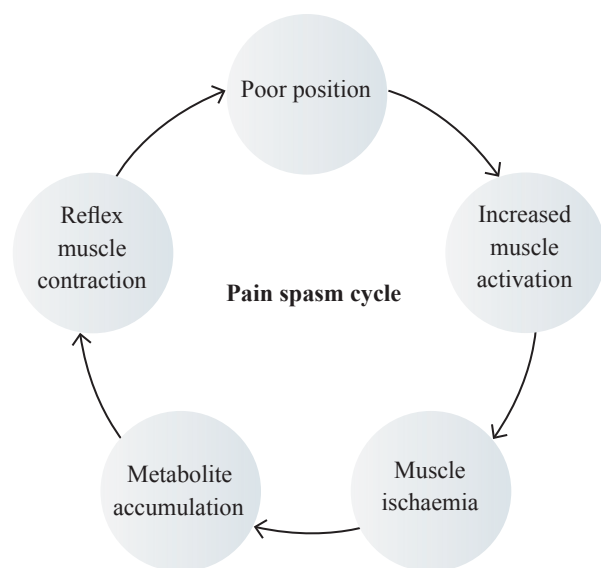 Poor position
Increased
muscle
activation
Muscle
ischaemia
Metabolite
accumulation
Reflex
muscle
contraction
Pain spasm cycle